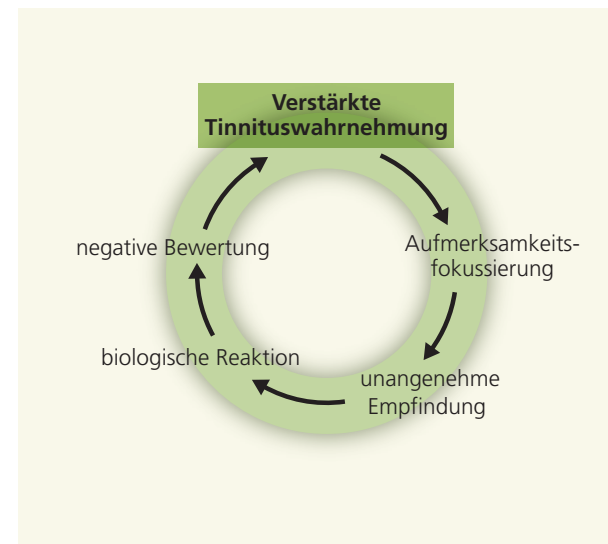 Verstärkte
Tinnituswahrnehmung
Aufmerksamkeits-
fokussierung
unangenehme
Empfindung
biologische Reaktion
negative Bewertung